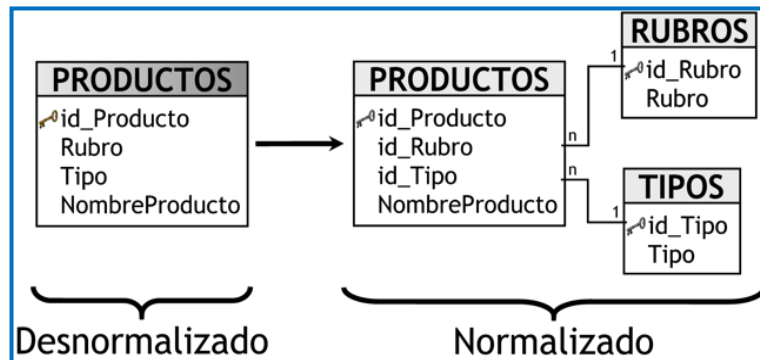 PRODUCTOS
id_Producto
Rubro
Tipo
NombreProducto
Desnormalizado
PRODUCTOS
id_Producto
id_Rubro
id_Tipo
NombreProducto
n
n
1
1
RUBROS
id_Rubro
Rubro
TIPOS
id_Tipo
Tipo
Normalizado